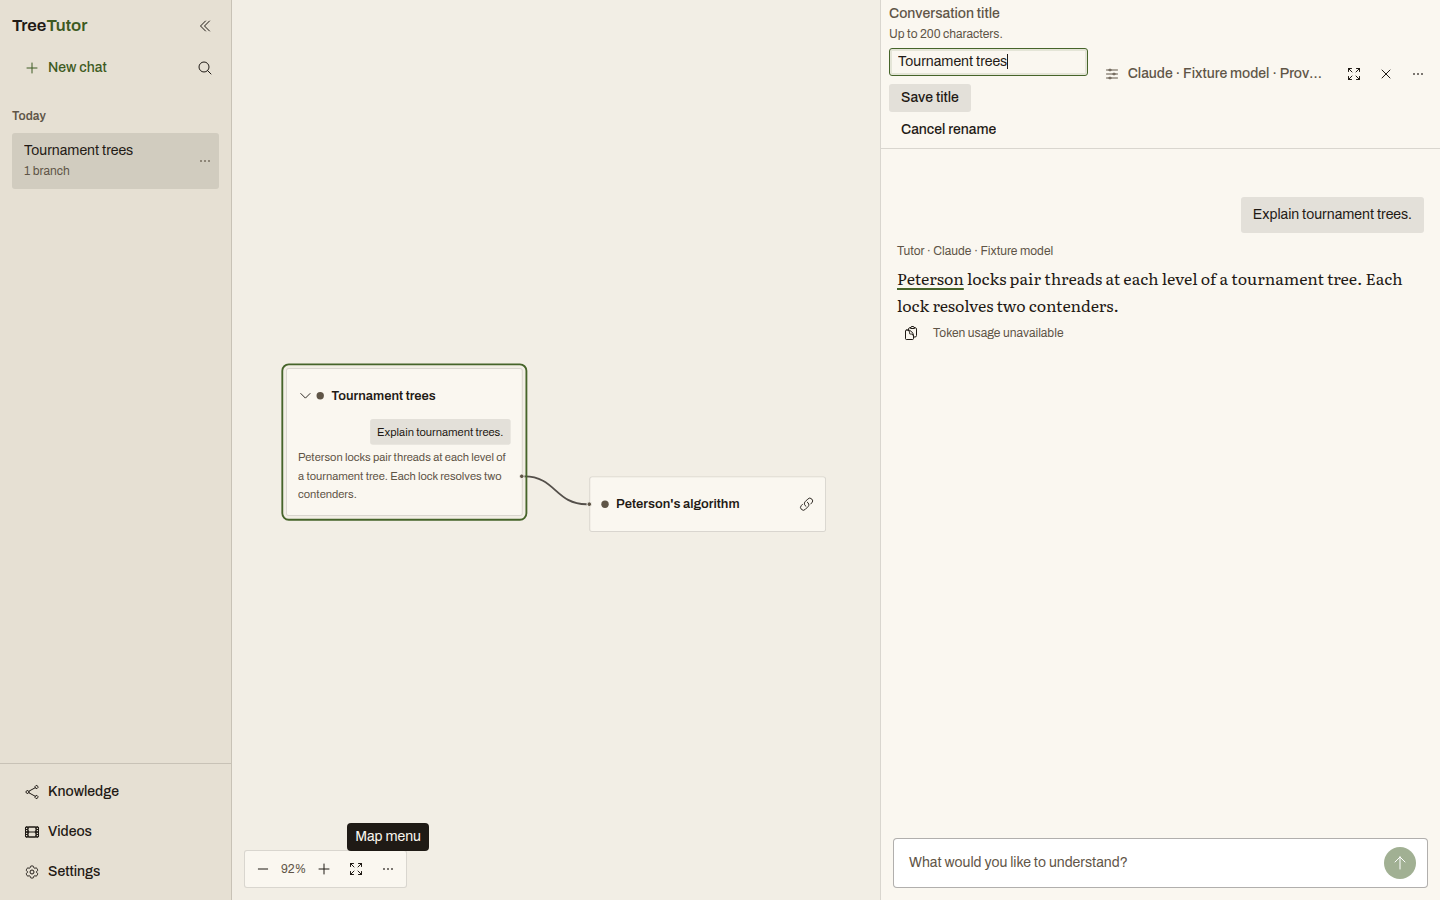 TreeTutor
New chat
Today
Tournament trees
1 branch
Knowledge
Videos
Settings
Tournament trees
Explain tournament trees.
Peterson locks pair threads at each level of
a tournament tree. Each lock resolves two
contenders.
Peterson's algorithm
Map menu
92%
Conversation title
Up to 200 characters.
Tournament trees
Claude · Fixture model · Prov...
Save title
Cancel rename
Explain tournament trees.
Tutor · Claude · Fixture model
Peterson locks pair threads at each level of a tournament tree. Each
lock resolves two contenders.
Token usage unavailable
What would you like to understand?